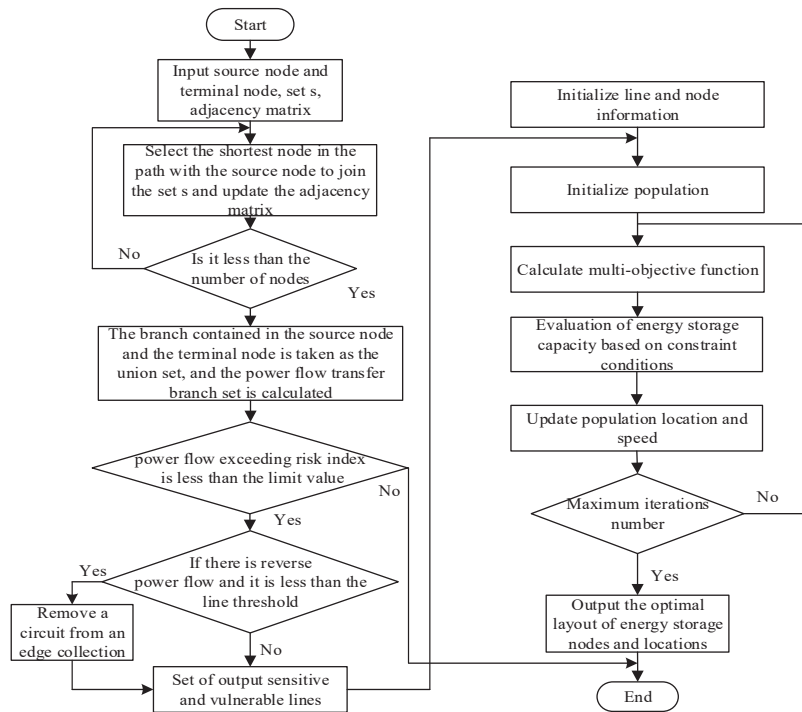 Start
Input source node and
terminal node, set s,
adjacency matrix
Select the shortest node in the
path with the source node to join
the set s and update the adjacency
matrix
No
Is it less than the
number of nodes
Yes
The branch contained in the source node
and the terminal node is taken as the
union set, and the power flow transfer
branch set is calculated
power flow exceeding risk index
is less than the limit value
No
Yes
If there is reverse
power flow and it is less than the
line threshold
Yes
Remove a
circuit from an
edge collection
No
Set of output sensitive
and vulnerable lines
Initialize line and node
information
Initialize population
Calculate multi-objective function
Evaluation of energy storage
capacity based on constraint
conditions
Update population location and
speed
Maximum iterations
number
No
Yes
Output the optimal
layout of energy storage
nodes and locations
End